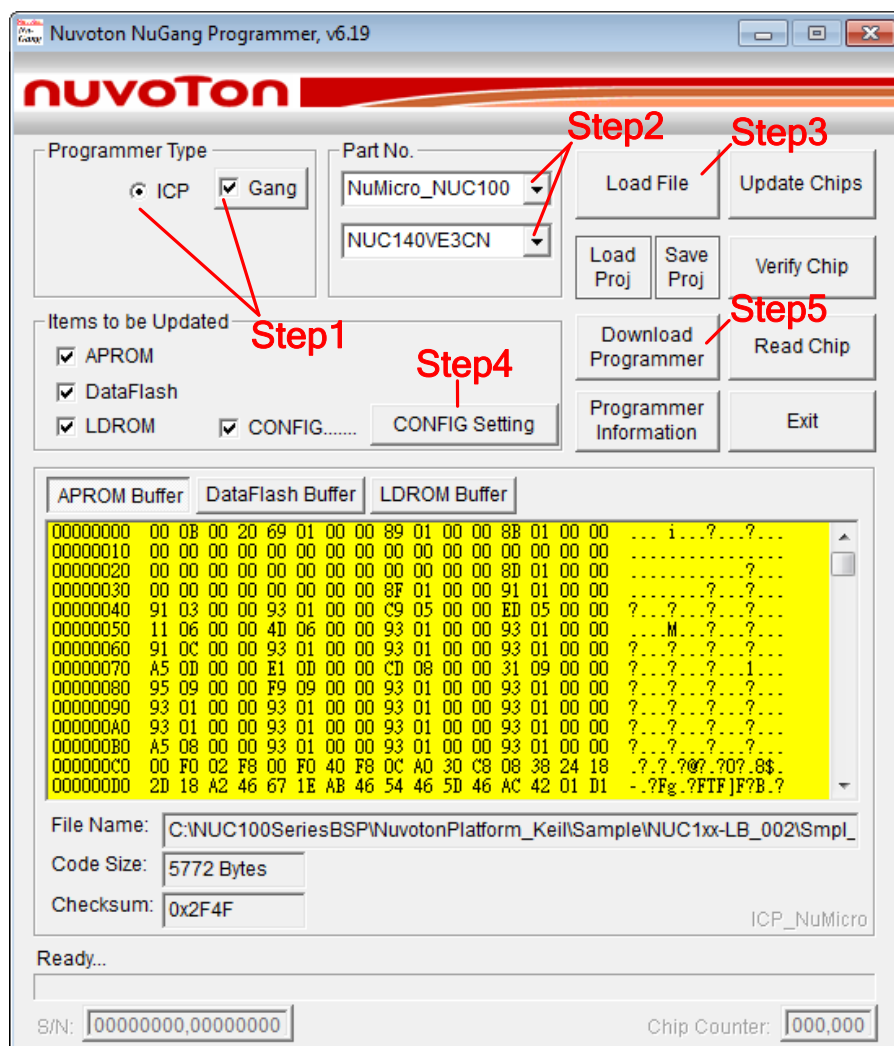 Nuvoton NuGang Programmer, v6.19
nuvoTon
Step2
Step3
Programmer Type
Part No.
ICP
Gang
NuMicro_NUC100
Load File
Update Chips
NUC140VE3CN
Load Proj
Save Proj
Verify Chip
Step1
Step5
Items to be Updated
APROM
Step4
Download Programmer
Read Chip
DataFlash
LDROM
CONFIG.......
CONFIG Setting
Programmer Information
Exit
APROM Buffer
DataFlash Buffer
LDROM Buffer
00000000 00 0B 00 20 69 01 00 00 89 01 00 00 8B 01 00 00 ... i...?...?...
00000010 00 00 00 00 00 00 00 00 00 00 00 00 00 00 00 00 ................
00000020 00 00 00 00 00 00 00 00 00 00 00 00 8D 01 00 00 ............?...
00000030 00 00 00 00 00 00 00 00 8F 01 00 00 91 01 00 00 ........?...?...
00000040 91 03 00 00 93 01 00 00 C9 05 00 00 ED 05 00 00 ?...?...?...?...
00000050 11 06 00 00 4D 06 00 00 93 01 00 00 93 01 00 00 ....M...?...?...
00000060 91 0C 00 00 93 01 00 00 93 01 00 00 93 01 00 00 ?...?...?...?...
00000070 A5 0D 00 00 E1 0D 00 00 CD 08 00 00 31 09 00 00 ?...?...?...1...
00000080 95 09 00 00 F9 09 00 00 93 01 00 00 93 01 00 00 ?...?...?...?...
00000090 93 01 00 00 93 01 00 00 93 01 00 00 93 01 00 00 ?...?...?...?...
000000A0 93 01 00 00 93 01 00 00 93 01 00 00 93 01 00 00 ?...?...?...?...
000000B0 A5 08 00 00 93 01 00 00 93 01 00 00 93 01 00 00 ?...?...?...?...
000000C0 00 F0 02 F8 00 F0 40 F8 0C A0 30 C8 08 38 24 18 .?.?.?@?.?0?.8$.
000000D0 2D 18 A2 46 67 1E AB 46 54 46 5D 46 AC 42 01 D1 -.?Fg.?FTF]F?B.?
File Name: C:\NUC100SeriesBSP\NuvotonPlatform_Keil\Sample\NUC1xx-LB_002\Smpl_
Code Size: 5772 Bytes
Checksum: 0x2F4F
ICP_NuMicro
Ready...
S/N: 00000000,00000000
Chip Counter: 000,000